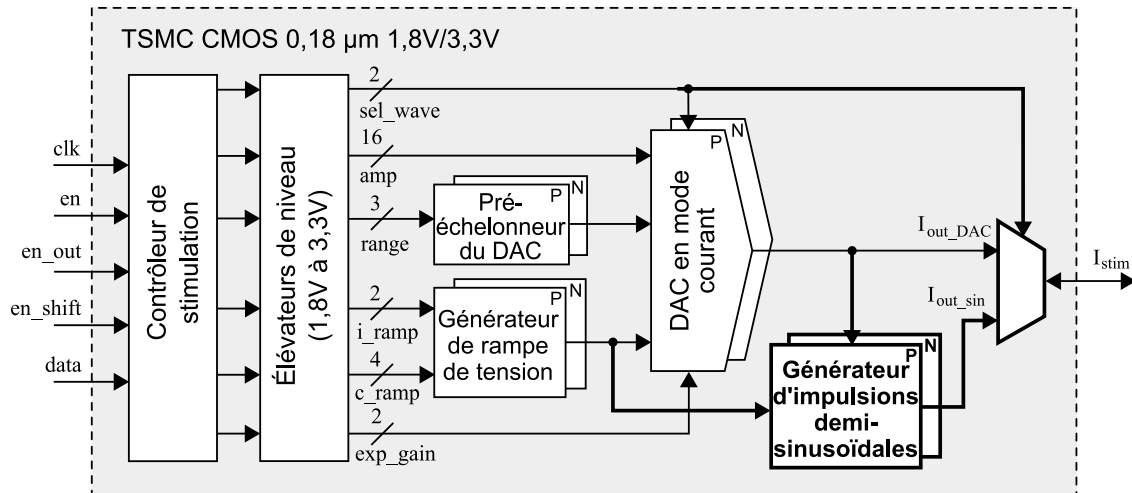 TSMC CMOS 0,18 µm 1,8V/3,3V
clk
en
en_out
en_shift
data
Contrôleur de
stimulation
Élévateurs de niveau
(1,8V à 3,3V)
2
sel_wave
16
amp
3
range
2
i_ramp
4
c_ramp
2
exp_gain
P
N
Pré-
échelonneur
du DAC
P
N
Générateur
de rampe
de tension
P
N
DAC en mode
courant
P
N
Générateur
d'impulsions
demi-
sinusoïdales
I_out_DAC
I_out_sin
I_stim